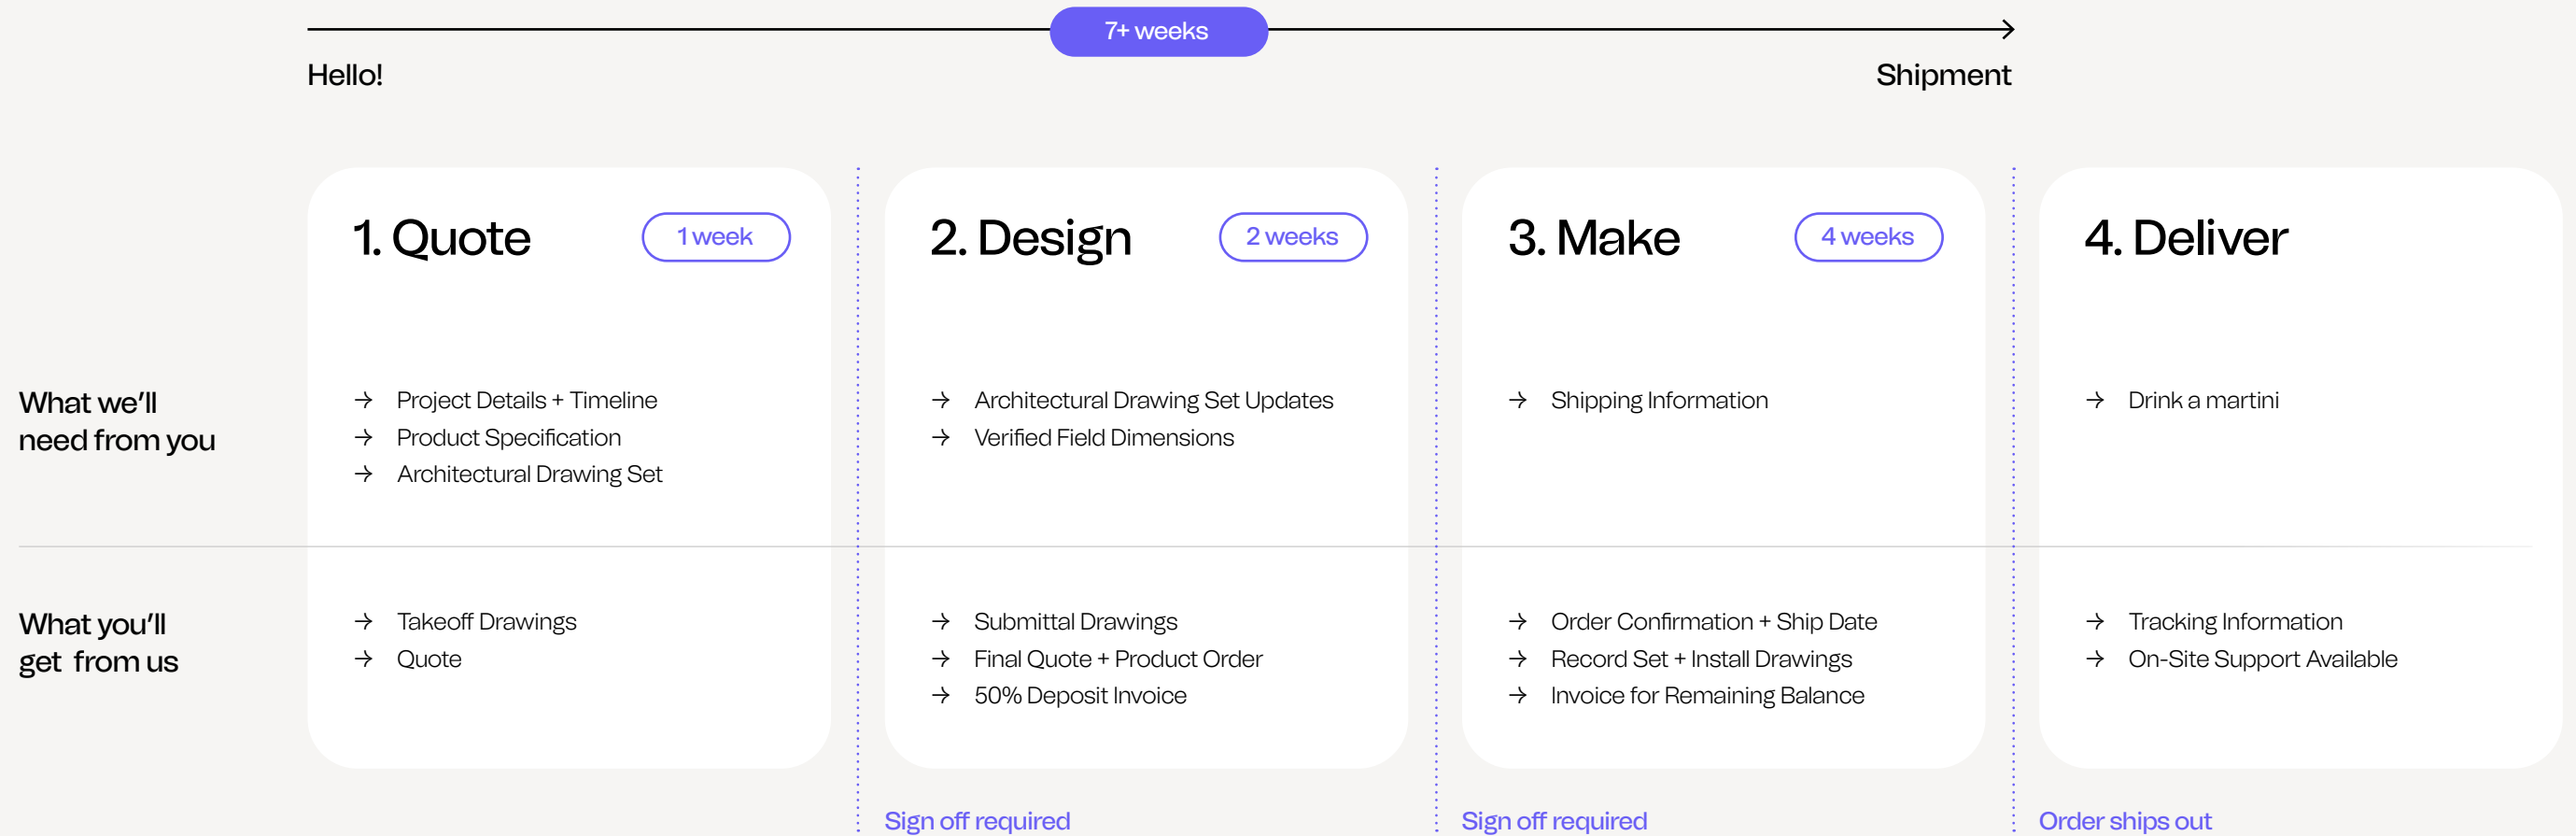 7+ weeks
Hello!
Shipment
1. Quote
1 week
2. Design
2 weeks
3. Make
4 weeks
4. Deliver
What we'll
need from you
→ Project Details + Timeline
→ Product Specification
→ Architectural Drawing Set
→ Architectural Drawing Set Updates
→ Verified Field Dimensions
→ Shipping Information
→ Drink a martini
What you'll
get from us
→ Takeoff Drawings
→ Quote
→ Submittal Drawings
→ Final Quote + Product Order
→ 50% Deposit Invoice
→ Order Confirmation + Ship Date
→ Record Set + Install Drawings
→ Invoice for Remaining Balance
→ Tracking Information
→ On-Site Support Available
Sign off required
Sign off required
Order ships out